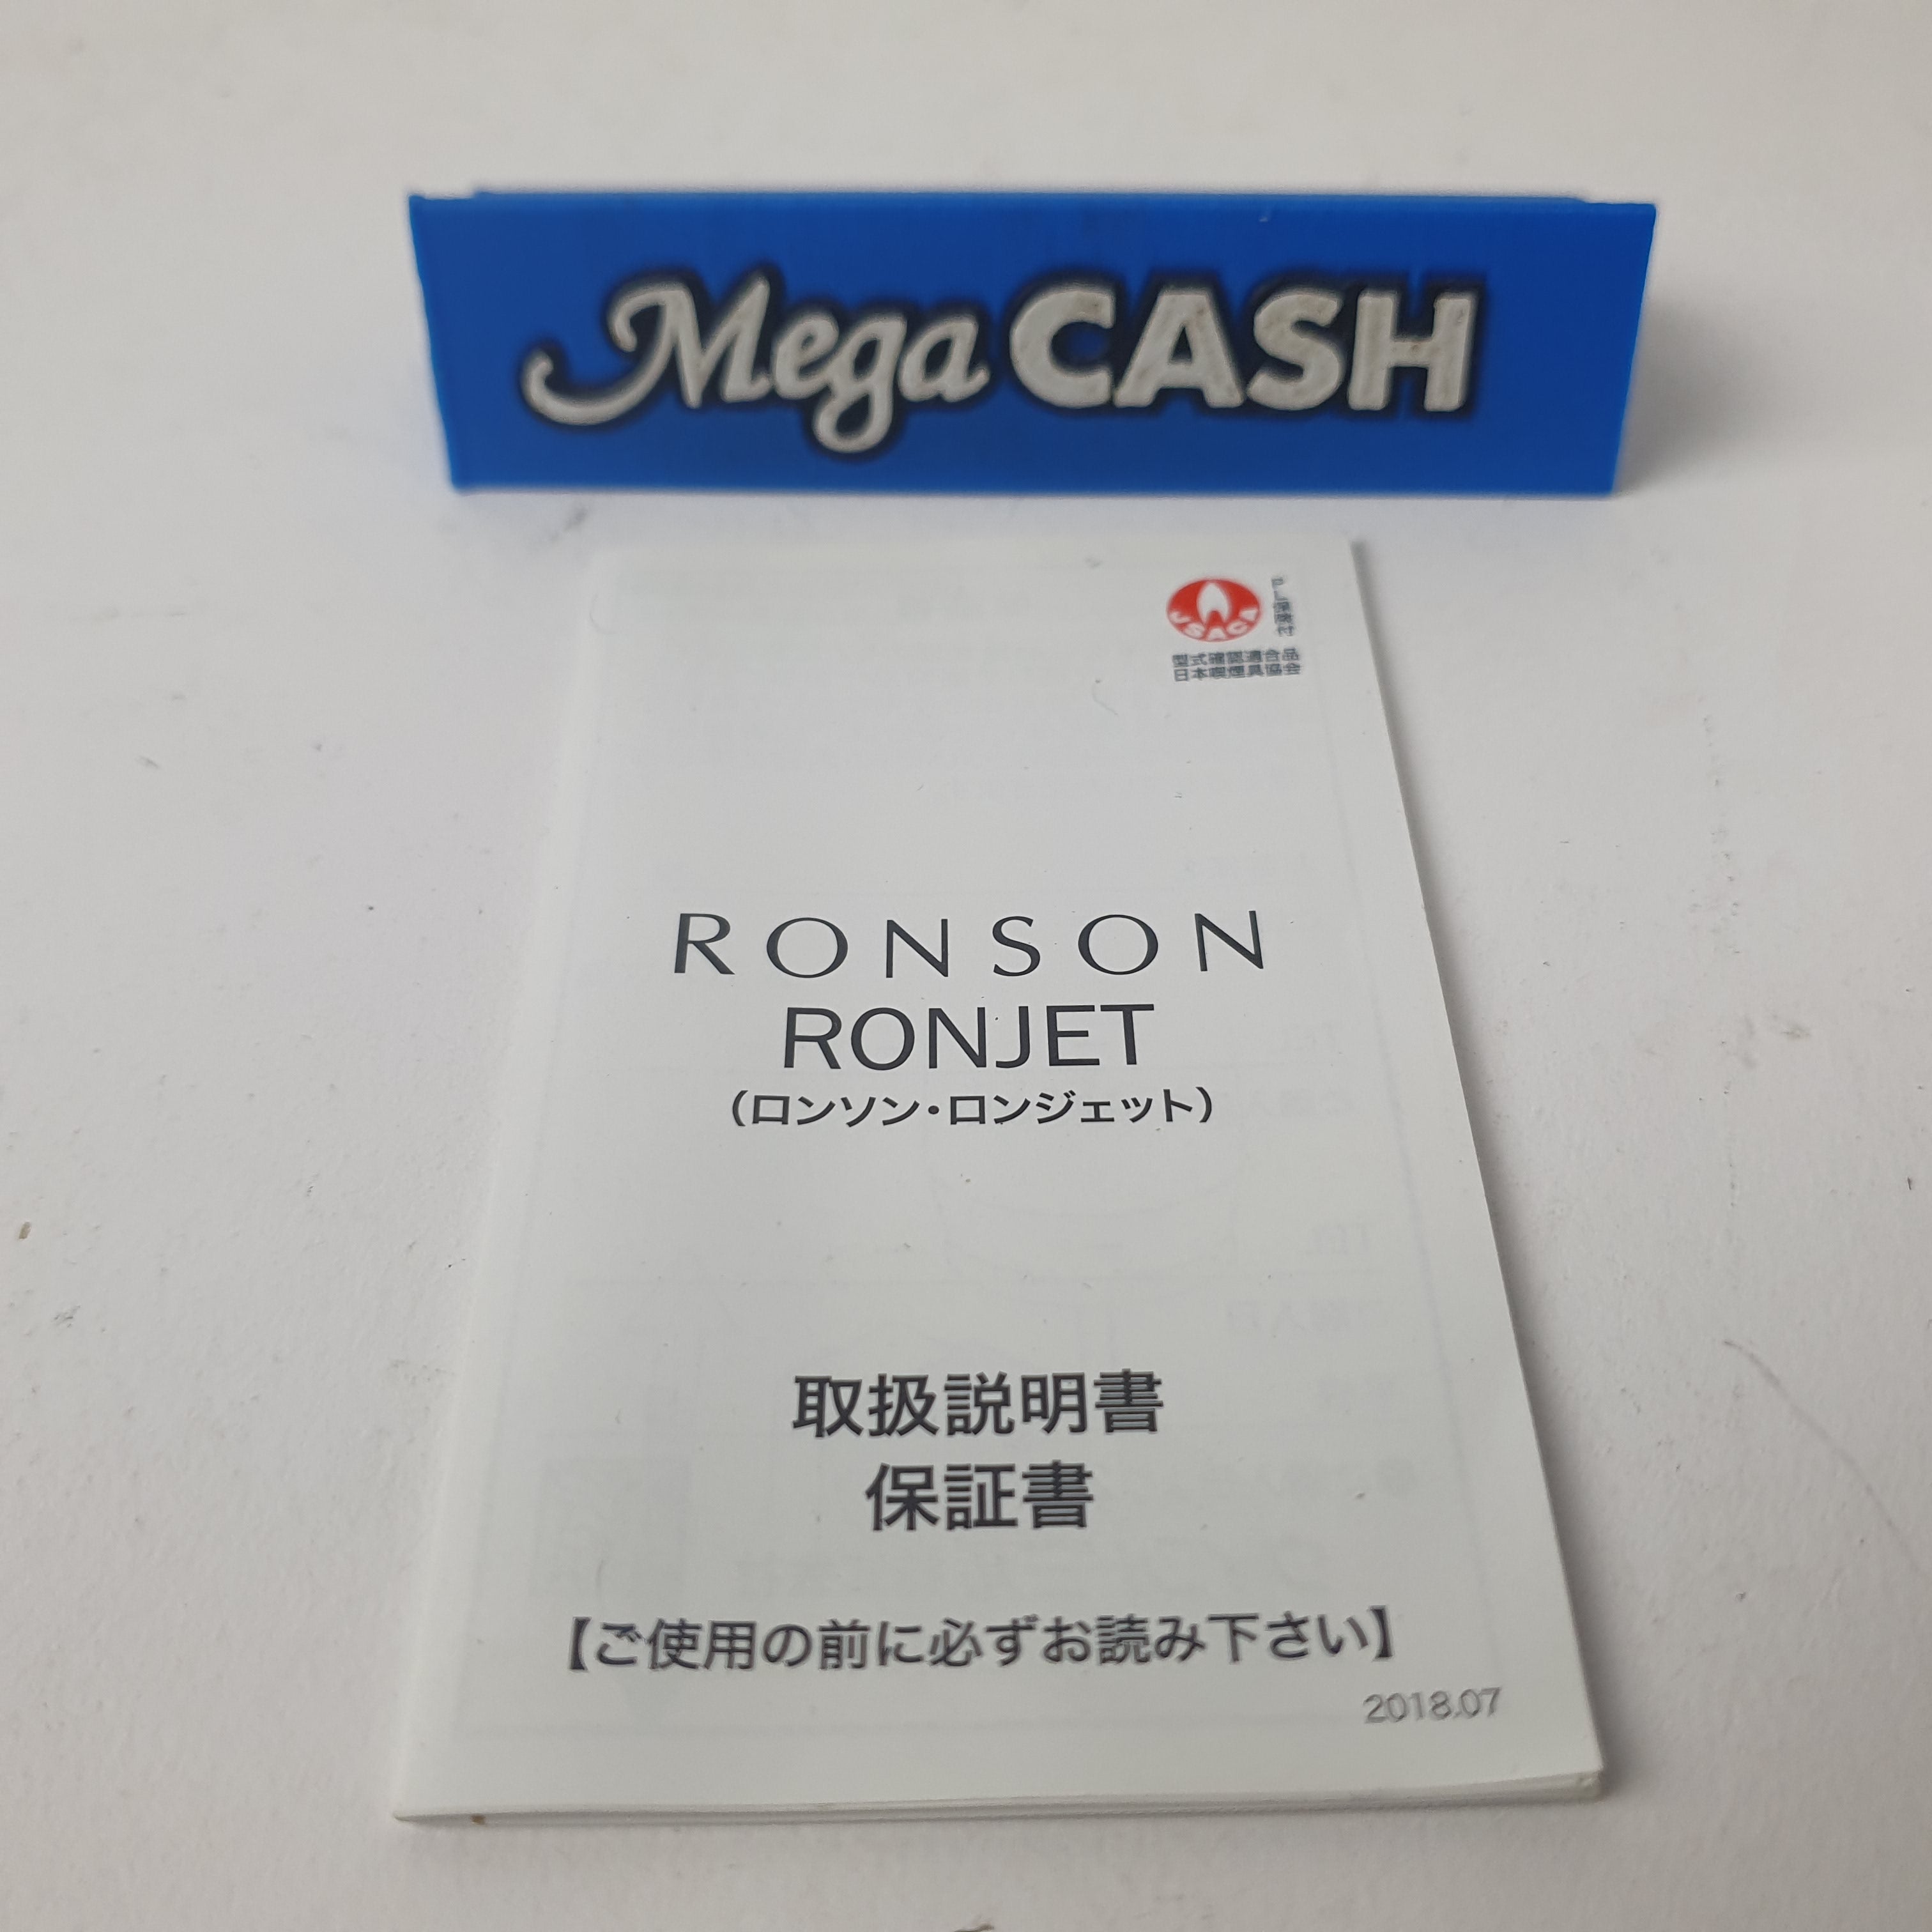 Mega CASH
JSACA
PL保険付
型式確認適合品
日本喫煙具協会
RONSON
RONJET
（ロンソン・ロンジェット）
取扱説明書
保証書
【ご使用の前に必ずお読み下さい】
2018.07